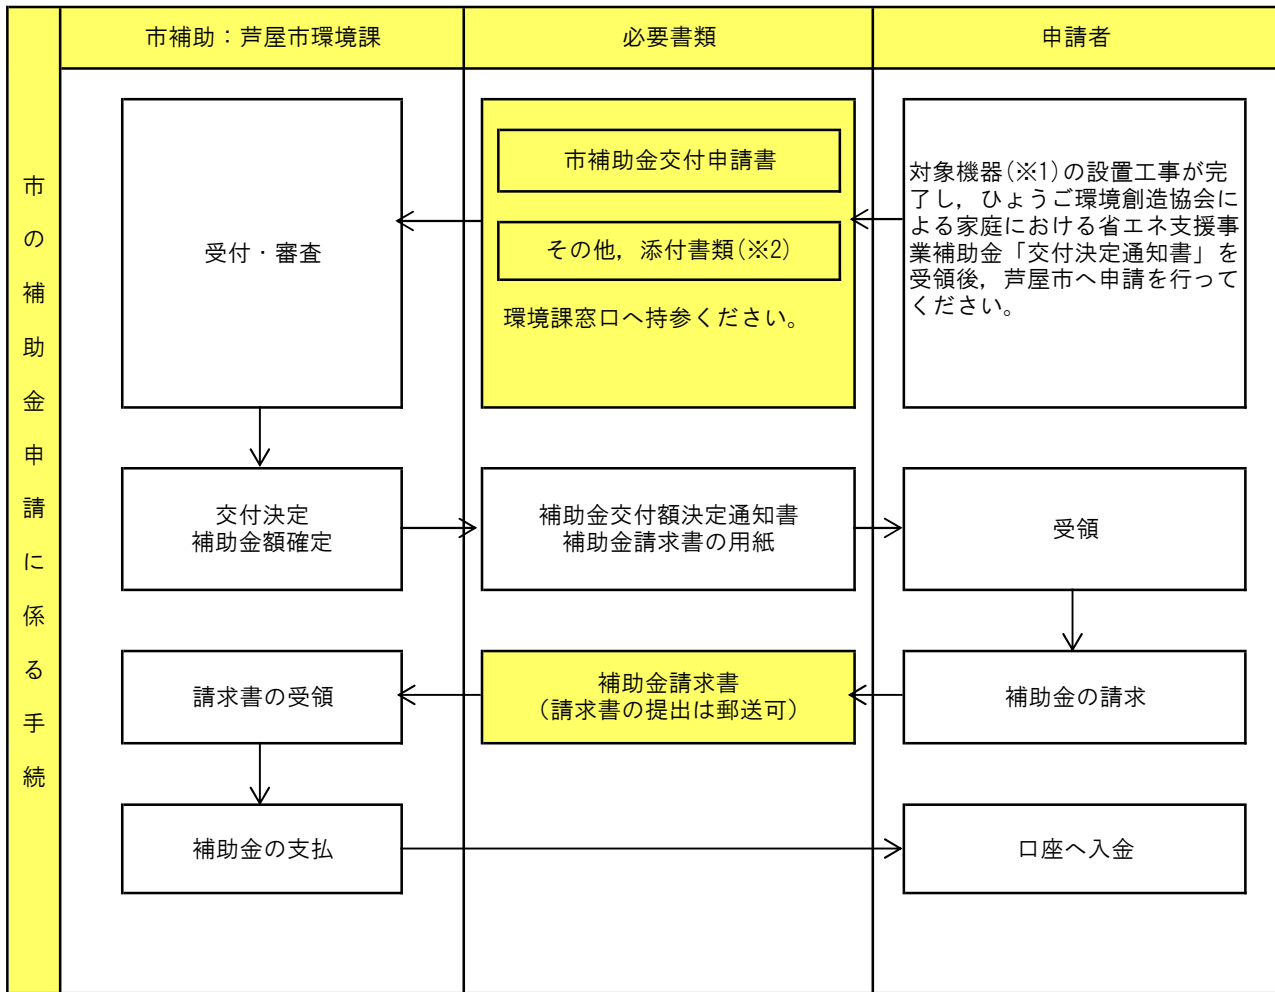 市補助：芦屋市環境課
必要書類
申請者
市の補助金申請に係る手続
受付・審査
市補助金交付申請書
その他，添付書類(※2)
環境課窓口へ持参ください。
対象機器(※1)の設置工事が完
了し，ひょうご環境創造協会に
よる家庭における省エネ支援事
業補助金「交付決定通知書」を
受領後，芦屋市へ申請を行って
ください。
交付決定
補助金額確定
補助金交付額決定通知書
補助金請求書の用紙
受領
請求書の受領
補助金請求書
（請求書の提出は郵送可）
補助金の請求
補助金の支払
口座へ入金